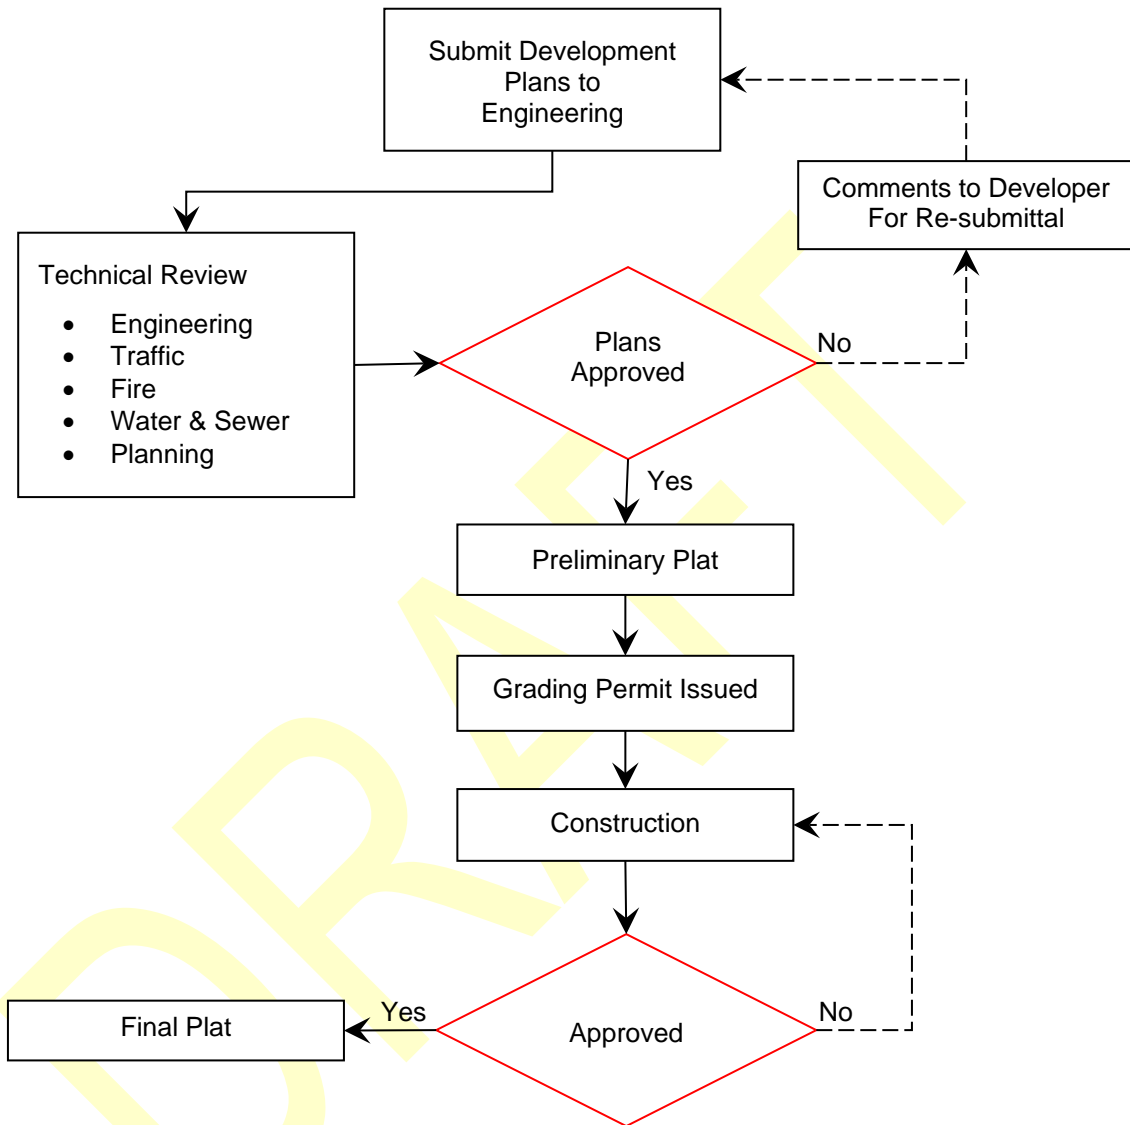 Submit Development
Plans to
Engineering
Comments to Developer
For Re-submittal
Technical Review
• Engineering
• Traffic
• Fire
• Water & Sewer
• Planning
Plans
Approved
No
Yes
Preliminary Plat
Grading Permit Issued
Construction
Approved
Yes
No
Final Plat
DRAFT